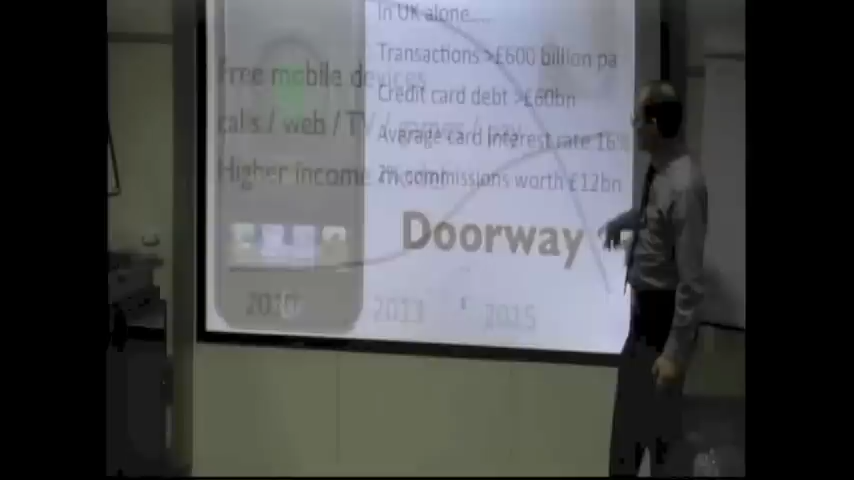 In UK alone....
Transactions >£600 billion pa
Free mobile devices
Credit card debt >£60bn
calls / web / TV /
Average card interest rate 16%
Higher income
2% commissions worth £12bn
Doorway
2010
2013
2015